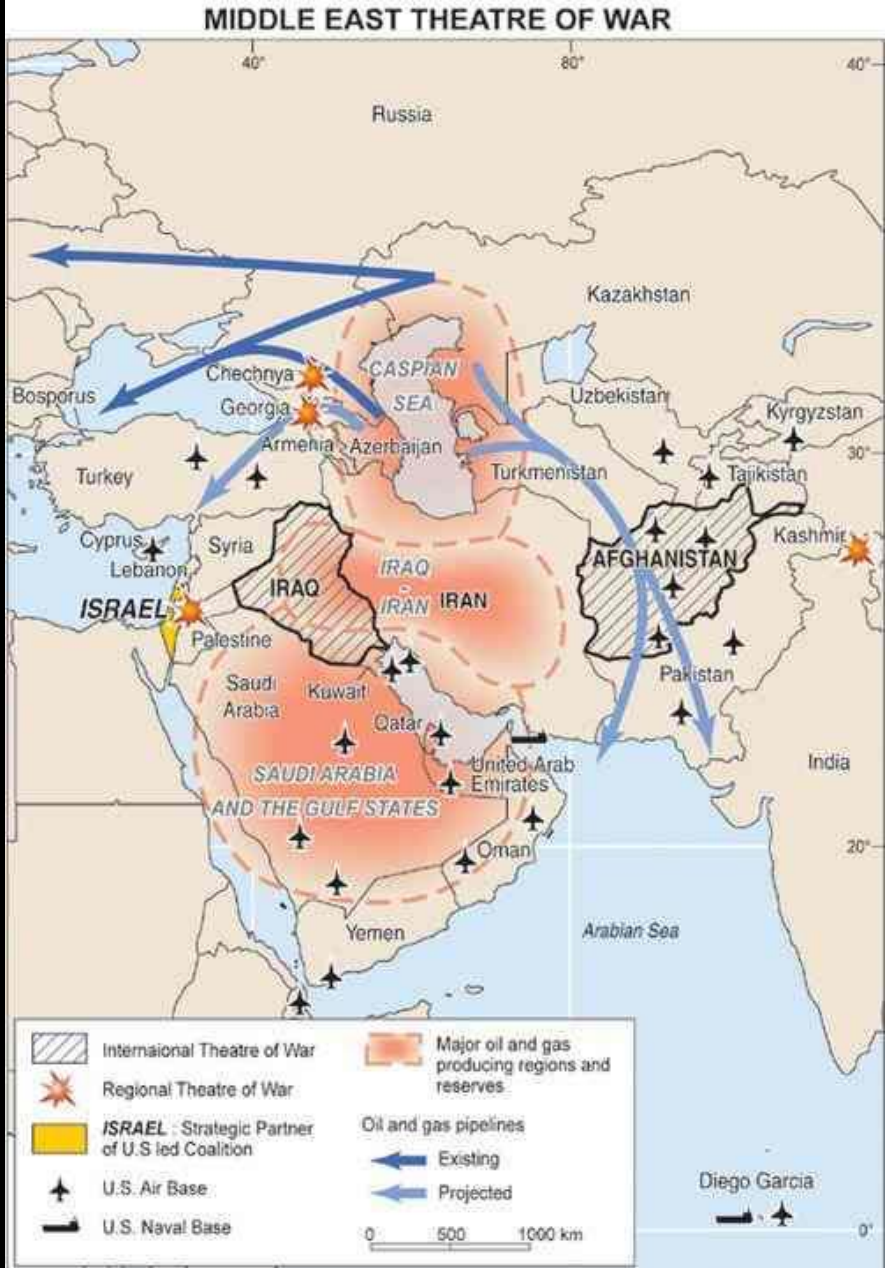 MIDDLE EAST THEATRE OF WAR
40°
80°
40°
Russia
Kazakhstan
CASPIAN
SEA
Chechnya
Bosporus
Georgia
Uzbekistan
Kyrgyzstan
Armenia
Azerbaijan
30°
Turkey
Turkmenistan
Tajikistan
Cyprus
Syria
Kashmir
Lebanon
AFGHANISTAN
IRAQ
IRAQ
-
IRAN
IRAN
ISRAEL
Palestine
Pakistan
Saudi
Arabia
Kuwait
Qatar
India
SAUDI ARABIA
AND THE GULF STATES
United Arab
Emirates
20°
Oman
Yemen
Arabian Sea
Internaional Theatre of War
Regional Theatre of War
ISRAEL : Strategic Partner
of U.S led Coalition
U.S. Air Base
U.S. Naval Base
Major oil and gas
producing regions and
reserves
Oil and gas pipelines
Existing
Projected
0 500 1000 km
Diego Garcia
0°